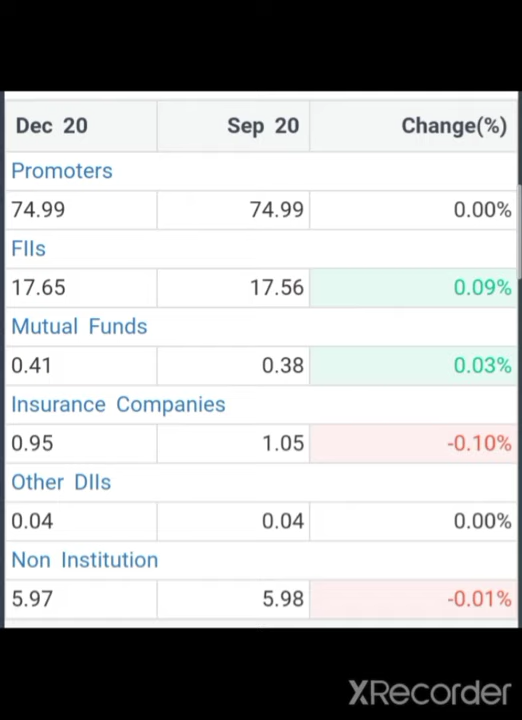 Dec 20 Sep 20 Change(%)
Promoters
74.99 74.99 0.00%
FIIs
17.65 17.56 0.09%
Mutual Funds
0.41 0.38 0.03%
Insurance Companies
0.95 1.05 -0.10%
Other DIIs
0.04 0.04 0.00%
Non Institution
5.97 5.98 -0.01%
XRecorder